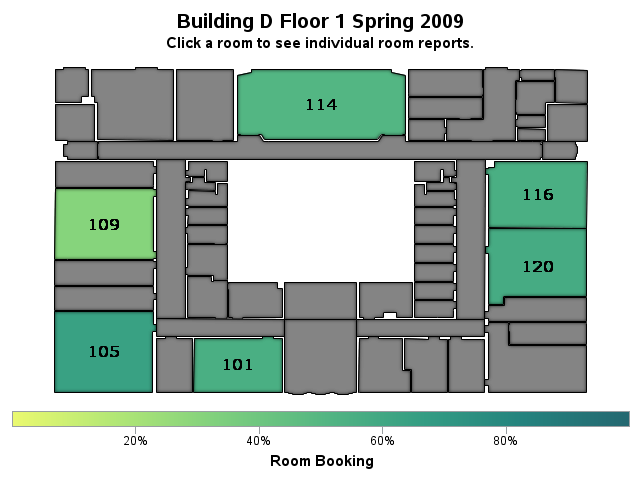 Building D Floor 1 Spring 2009
Click a room to see individual room reports.
114
116
109
120
105
101
20% 40% 60% 80%
Room Booking